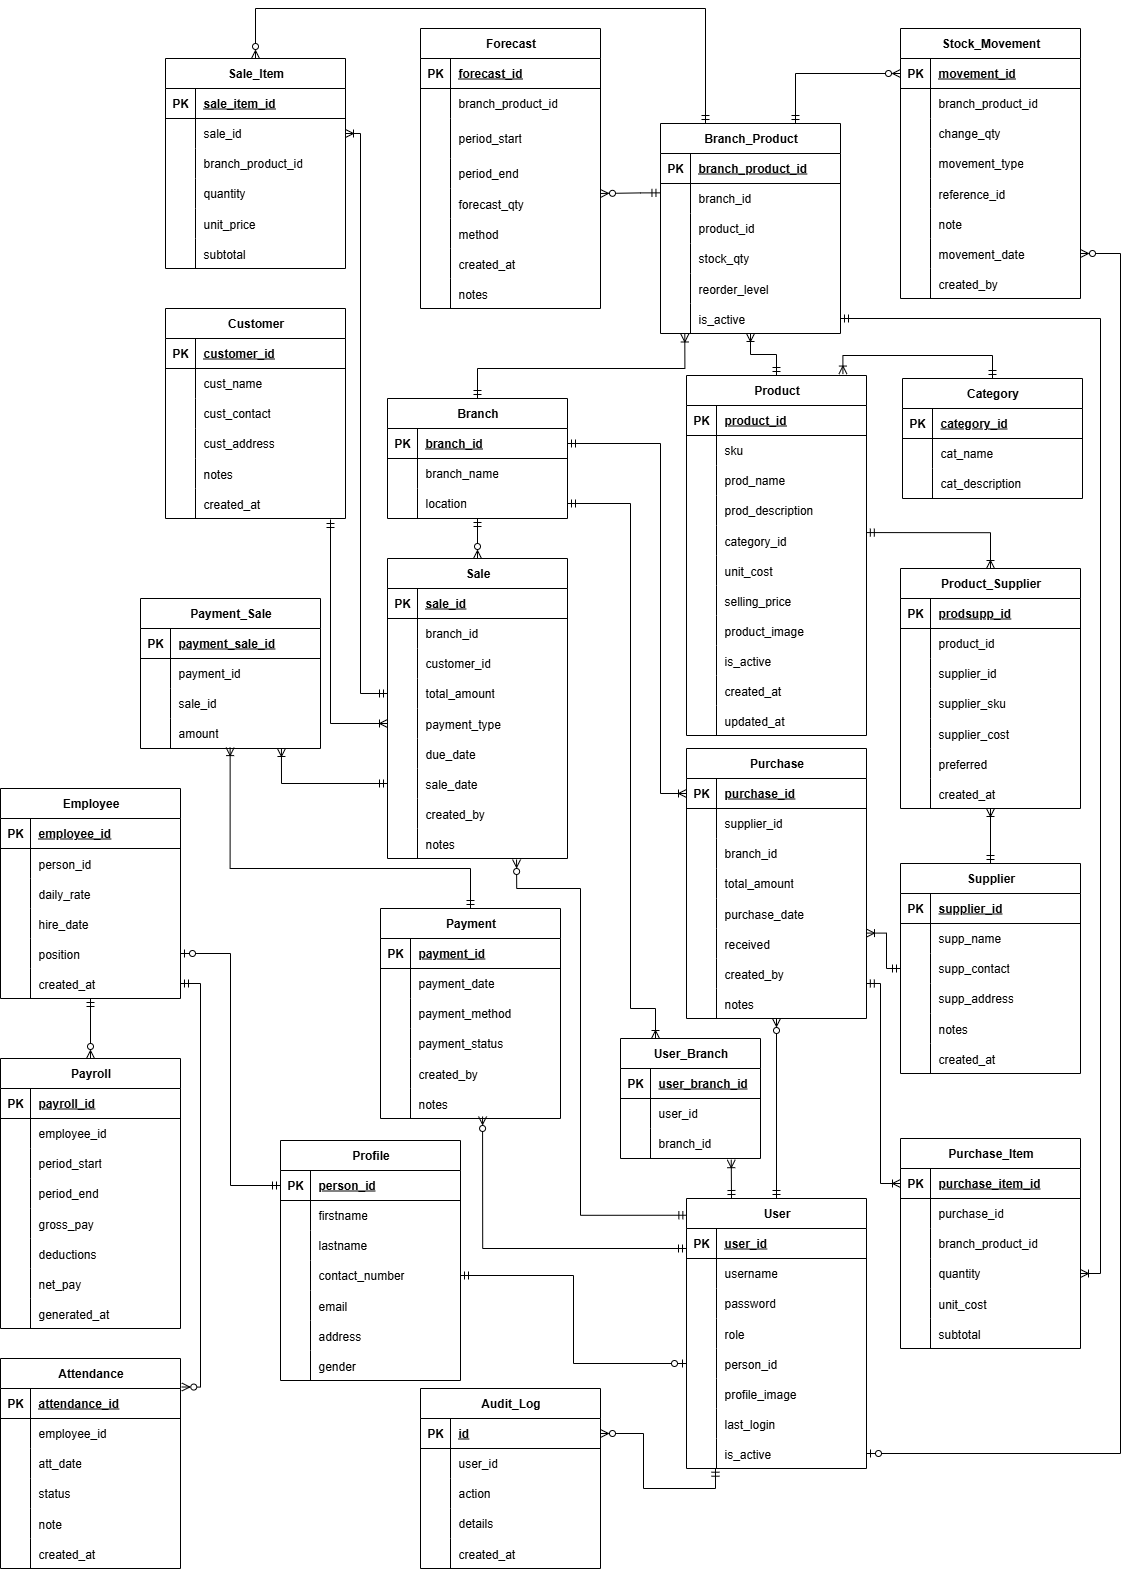 Sale_Item
PK sale_item_id
sale_id
branch_product_id
quantity
unit_price
subtotal
Forecast
PK forecast_id
branch_product_id
period_start
period_end
forecast_qty
method
created_at
notes
Stock_Movement
PK movement_id
branch_product_id
change_qty
movement_type
reference_id
note
movement_date
created_by
Branch_Product
PK branch_product_id
branch_id
product_id
stock_qty
reorder_level
is_active
Customer
PK customer_id
cust_name
cust_contact
cust_address
notes
created_at
Branch
PK branch_id
branch_name
location
Product
PK product_id
sku
prod_name
prod_description
category_id
unit_cost
selling_price
product_image
is_active
created_at
updated_at
Category
PK category_id
cat_name
cat_description
Sale
PK sale_id
branch_id
customer_id
total_amount
payment_type
due_date
sale_date
created_by
notes
Product_Supplier
PK prodsupp_id
product_id
supplier_id
supplier_sku
supplier_cost
preferred
created_at
Payment_Sale
PK payment_sale_id
payment_id
sale_id
amount
Purchase
PK purchase_id
supplier_id
branch_id
total_amount
purchase_date
received
created_by
notes
Employee
PK employee_id
person_id
daily_rate
hire_date
position
created_at
Supplier
PK supplier_id
supp_name
supp_contact
supp_address
notes
created_at
Payment
PK payment_id
payment_date
payment_method
payment_status
created_by
notes
User_Branch
PK user_branch_id
user_id
branch_id
Payroll
PK payroll_id
employee_id
period_start
period_end
gross_pay
deductions
net_pay
generated_at
Profile
PK person_id
firstname
lastname
contact_number
email
address
gender
Purchase_Item
PK purchase_item_id
purchase_id
branch_product_id
quantity
unit_cost
subtotal
User
PK user_id
username
password
role
person_id
profile_image
last_login
is_active
Attendance
PK attendance_id
employee_id
att_date
status
note
created_at
Audit_Log
PK id
user_id
action
details
created_at